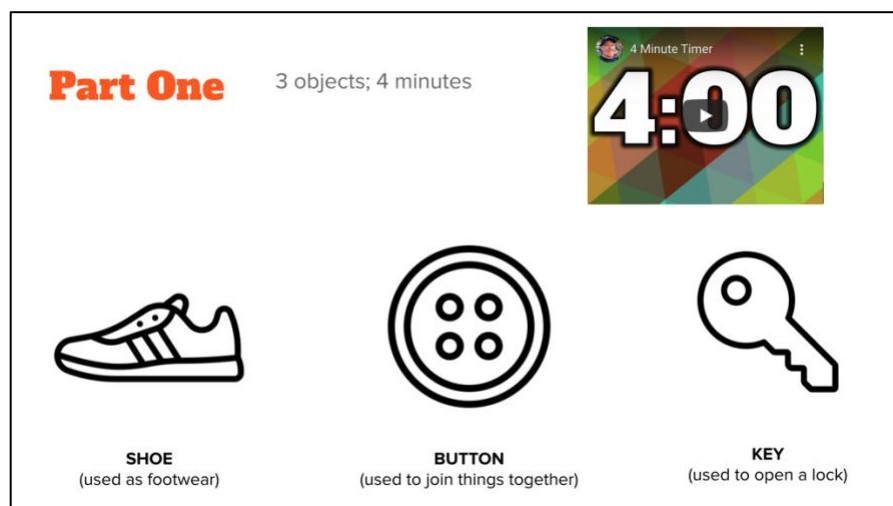 Part One
3 objects; 4 minutes
4 Minute Timer
4:00
SHOE
(used as footwear)
BUTTON
(used to join things together)
KEY
(used to open a lock)